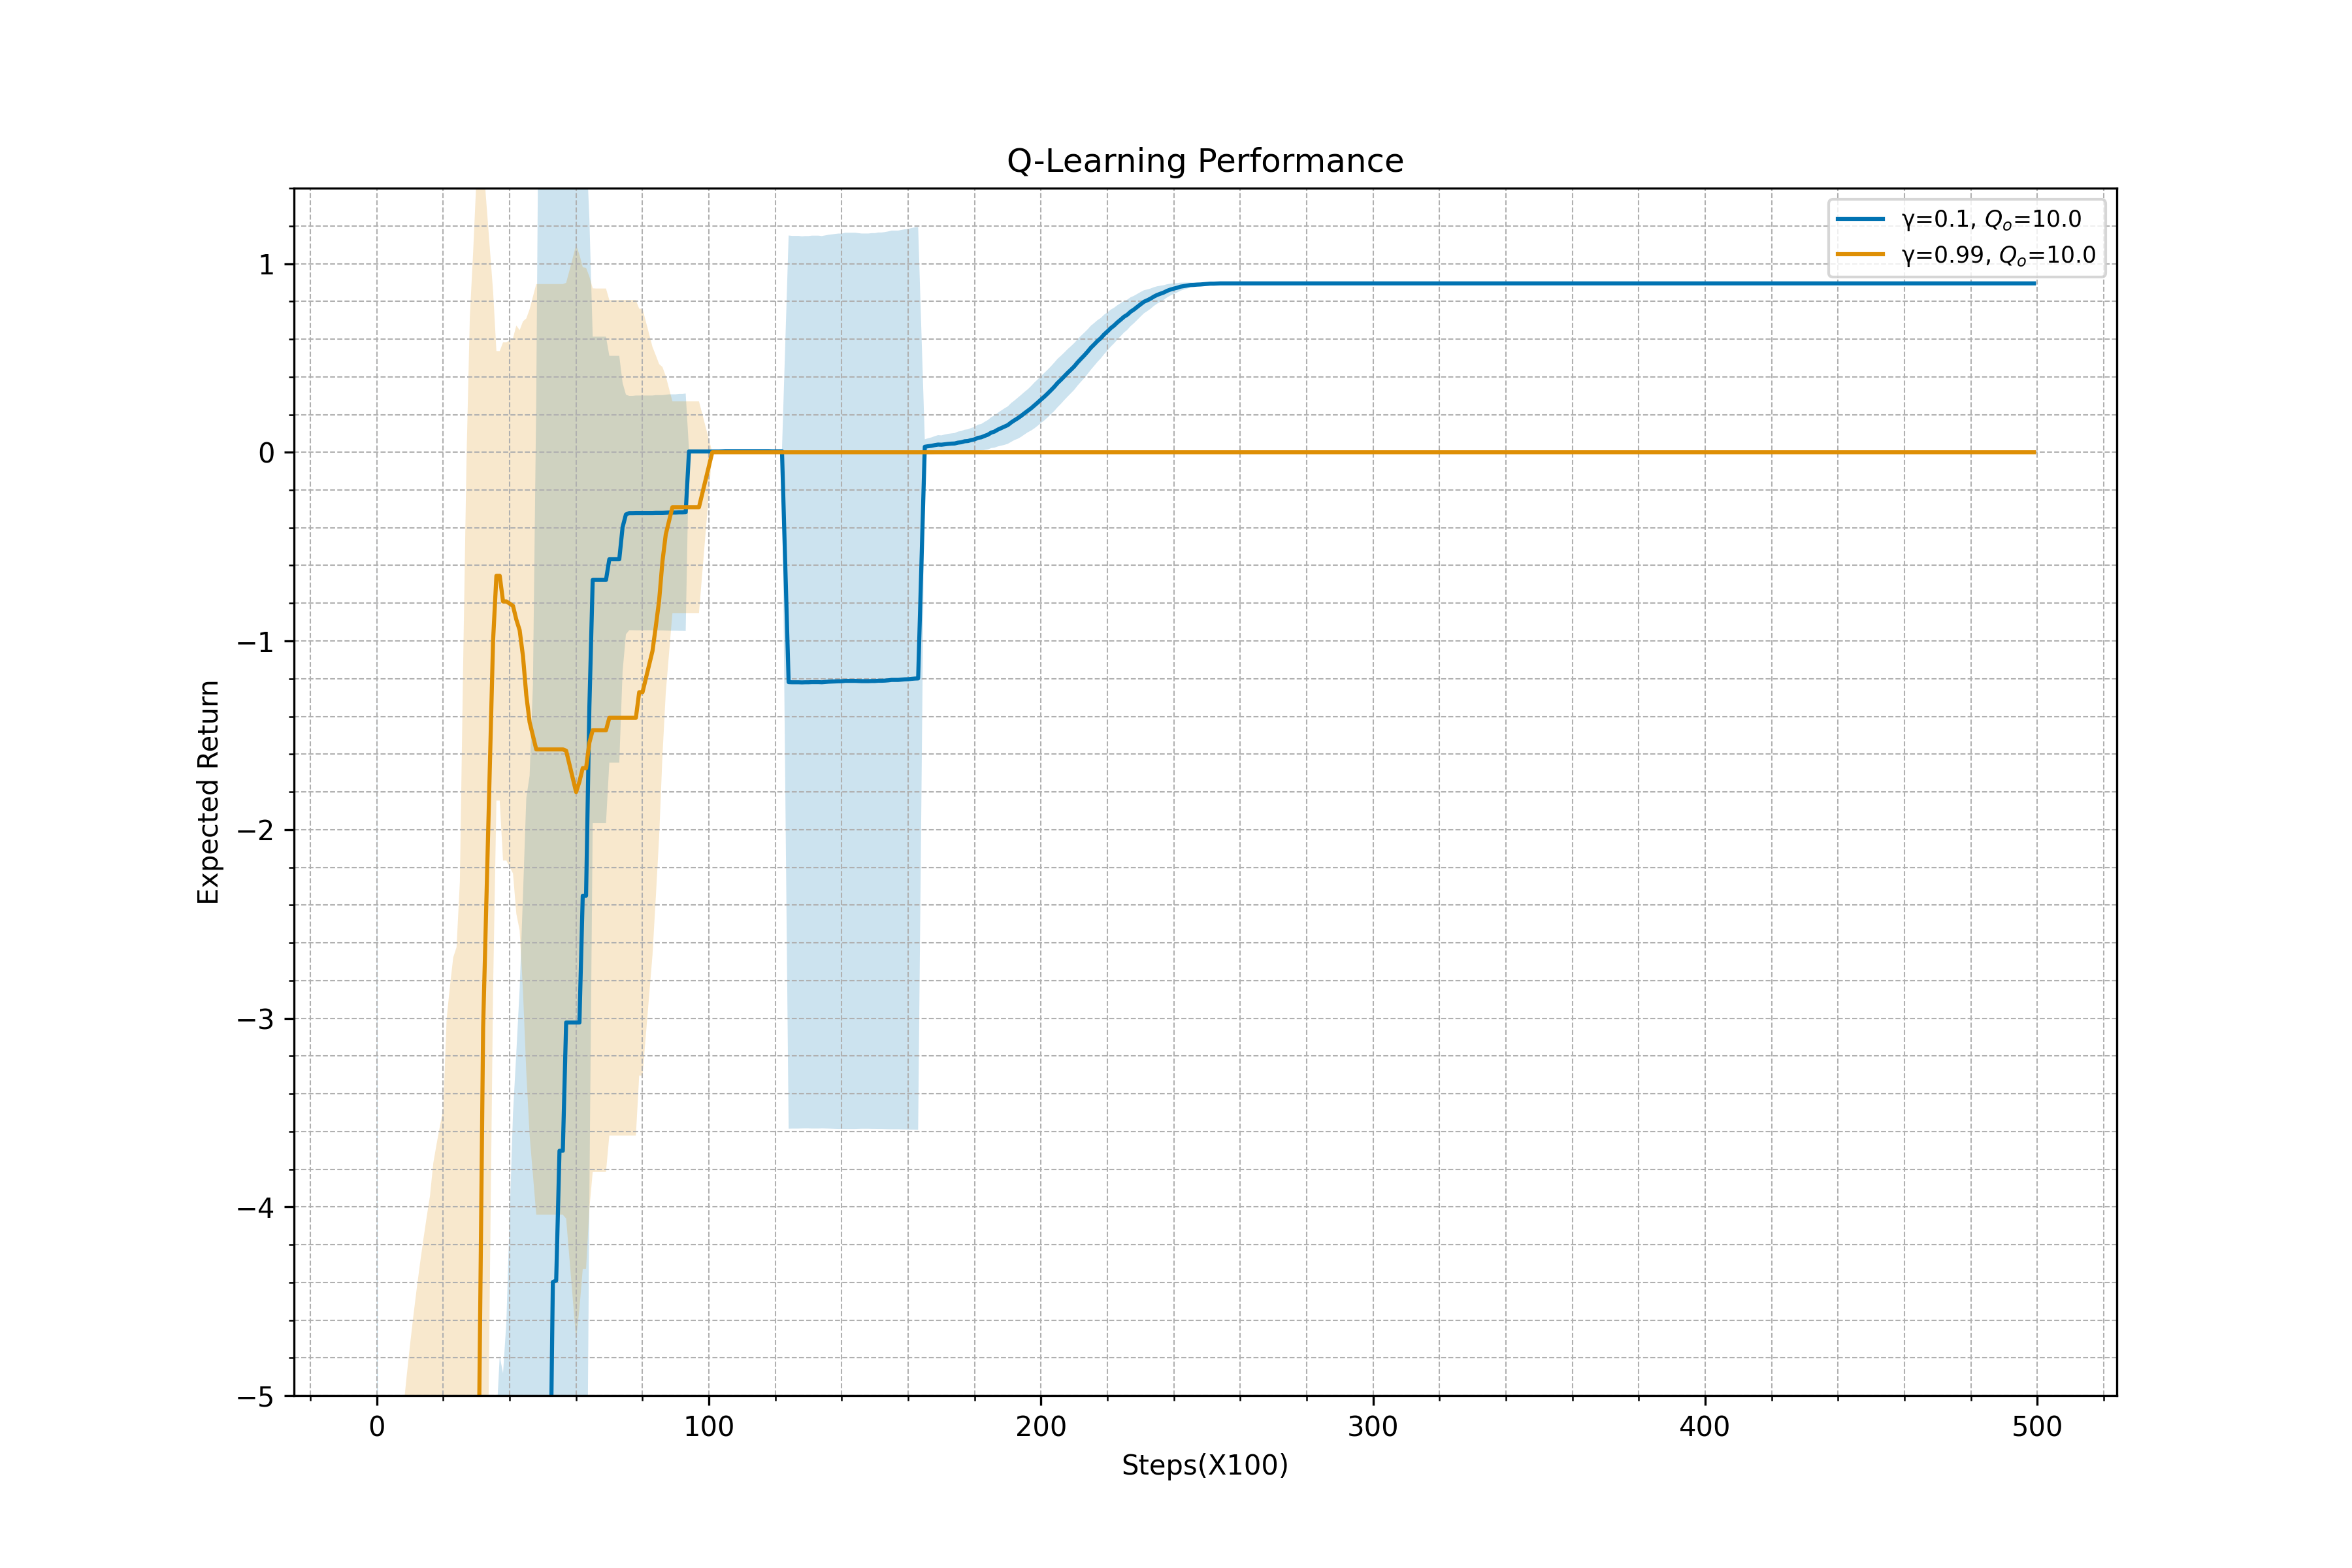 Q-Learning Performance
γ=0.1, Qₒ=10.0
γ=0.99, Qₒ=10.0
Expected Return
1
0
−1
−2
−3
−4
−5
0 100 200 300 400 500
Steps(X100)